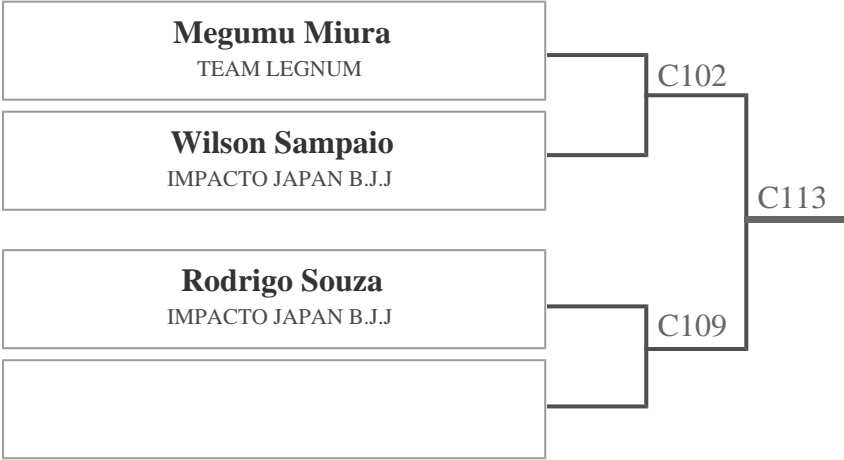 Megumu Miura
TEAM LEGNUM
C102
Wilson Sampaio
IMPACTO JAPAN B.J.J
C113
Rodrigo Souza
IMPACTO JAPAN B.J.J
C109